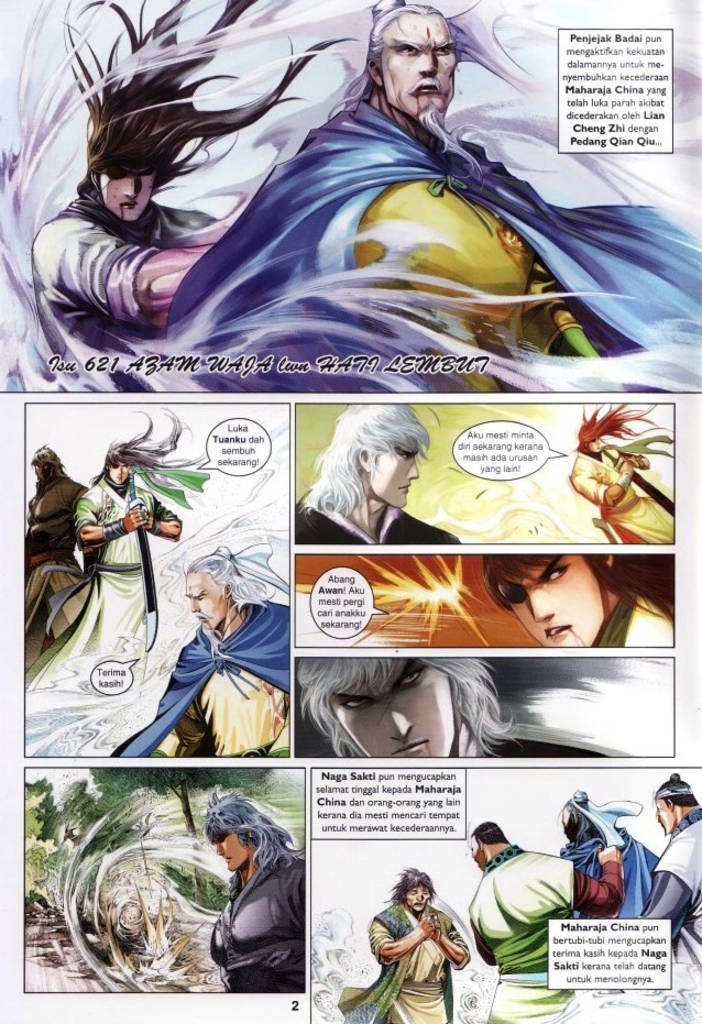 Penjejak Badai pun
mengaktifkan kekuatan
dalamannya untuk me-
nyembuhkan kecederaan
Maharaja China yang
telah luka parah akibat
dicederakan oleh Lian
Cheng Zhi dengan
Pedang Qian Qiu...
Isu 621 AZAM WAJA lwn HATI LEMBUT
Luka
Tuanku dah
sembuh
sekarang!
Terima
kasih!
Aku mesti minta
diri sekarang kerana
masih ada urusan
yang lain!
Abang
Awan! Aku
mesti pergi
cari anakku
sekarang!
Naga Sakti pun mengucapkan
selamat tinggal kepada Maharaja
China dan orang-orang yang lain
kerana dia mesti mencari tempat
untuk merawat kecederaannya.
Maharaja China pun
bertubi-tubi mengucapkan
terima kasih kepada Naga
Sakti kerana telah datang
untuk menolongnya.
2